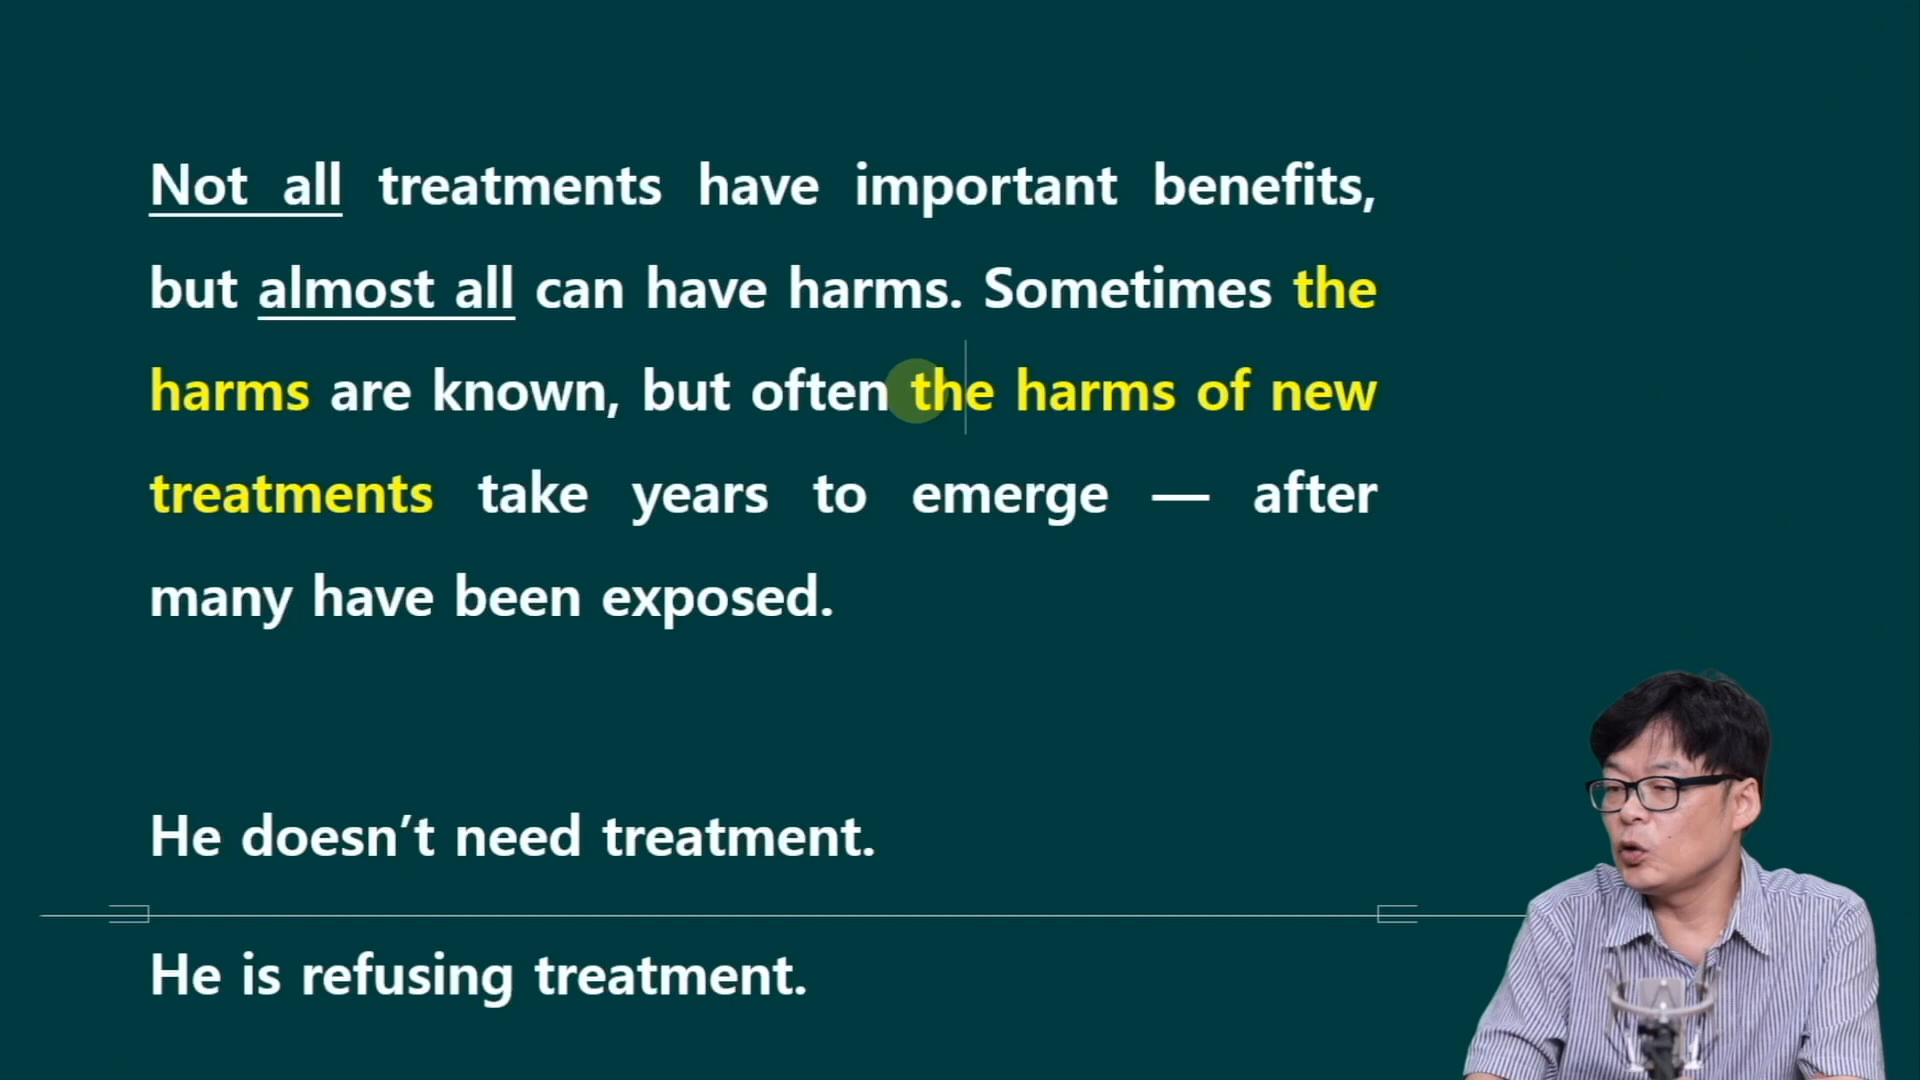 Not all treatments have important benefits,
but almost all can have harms. Sometimes the
harms are known, but often the harms of new
treatments take years to emerge — after
many have been exposed.
He doesn’t need treatment.
He is refusing treatment.